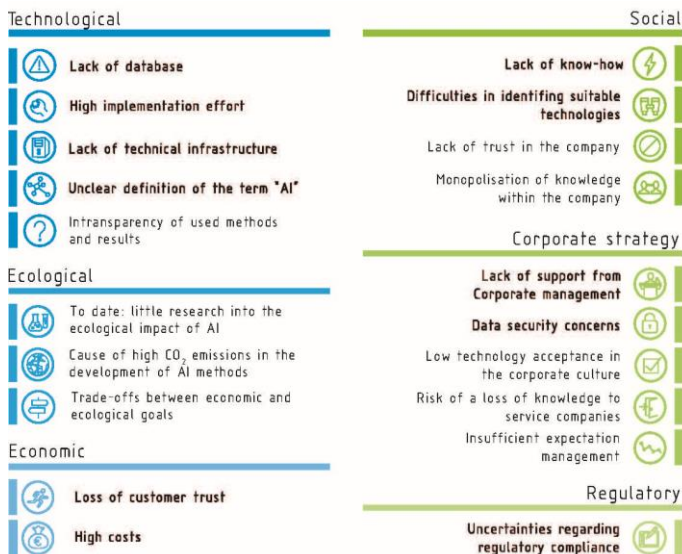 Technological
Lack of database
High implementation effort
Lack of technical infrastructure
Unclear definition of the term "AI"
Intransparency of used methods
and results
Ecological
To date: little research into the
ecological impact of AI
Cause of high CO2 emissions in the
development of AI methods
Trade-offs between economic and
ecological goals
Economic
Loss of customer trust
High costs
Social
Lack of know-how
Difficulties in identifing suitable
technologies
Lack of trust in the company
Monopolisation of knowledge
within the company
Corporate strategy
Lack of support from
Corporate management
Data security concerns
Low technology acceptance in
the corporate culture
Risk of a loss of knowledge to
service companies
Insufficient expectation
management
Regulatory
Uncertainties regarding
regulatory compliance